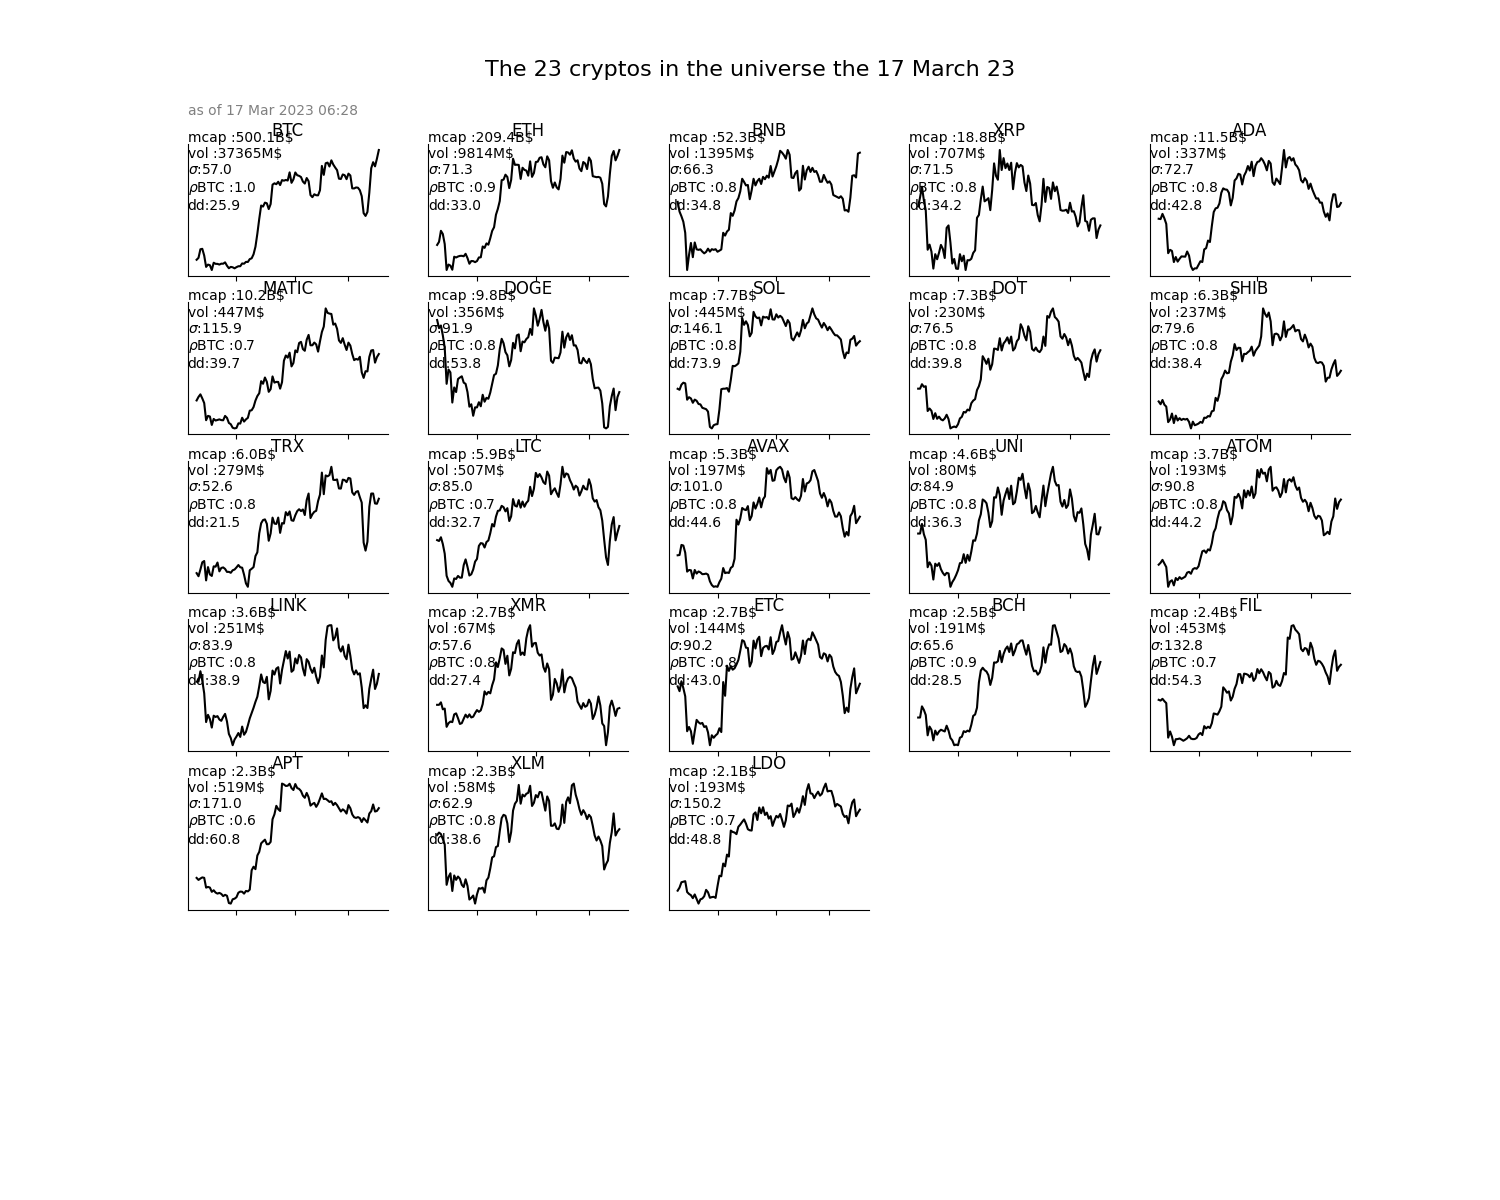 The 23 cryptos in the universe the 17 March 23
as of 17 Mar 2023 06:28
BTC
mcap :500.1B$
vol :37365M$
σ:57.0
ρBTC :1.0
dd:25.9
ETH
mcap :209.4B$
vol :9814M$
σ:71.3
ρBTC :0.9
dd:33.0
BNB
mcap :52.3B$
vol :1395M$
σ:66.3
ρBTC :0.8
dd:34.8
XRP
mcap :18.8B$
vol :707M$
σ:71.5
ρBTC :0.8
dd:34.2
ADA
mcap :11.5B$
vol :337M$
σ:72.7
ρBTC :0.8
dd:42.8
MATIC
mcap :10.2B$
vol :447M$
σ:115.9
ρBTC :0.7
dd:39.7
DOGE
mcap :9.8B$
vol :356M$
σ:91.9
ρBTC :0.8
dd:53.8
SOL
mcap :7.7B$
vol :445M$
σ:146.1
ρBTC :0.8
dd:73.9
DOT
mcap :7.3B$
vol :230M$
σ:76.5
ρBTC :0.8
dd:39.8
SHIB
mcap :6.3B$
vol :237M$
σ:79.6
ρBTC :0.8
dd:38.4
TRX
mcap :6.0B$
vol :279M$
σ:52.6
ρBTC :0.8
dd:21.5
LTC
mcap :5.9B$
vol :507M$
σ:85.0
ρBTC :0.7
dd:32.7
AVAX
mcap :5.3B$
vol :197M$
σ:101.0
ρBTC :0.8
dd:44.6
UNI
mcap :4.6B$
vol :80M$
σ:84.9
ρBTC :0.8
dd:36.3
ATOM
mcap :3.7B$
vol :193M$
σ:90.8
ρBTC :0.8
dd:44.2
LINK
mcap :3.6B$
vol :251M$
σ:83.9
ρBTC :0.8
dd:38.9
XMR
mcap :2.7B$
vol :67M$
σ:57.6
ρBTC :0.8
dd:27.4
ETC
mcap :2.7B$
vol :144M$
σ:90.2
ρBTC :0.8
dd:43.0
BCH
mcap :2.5B$
vol :191M$
σ:65.6
ρBTC :0.9
dd:28.5
FIL
mcap :2.4B$
vol :453M$
σ:132.8
ρBTC :0.7
dd:54.3
APT
mcap :2.3B$
vol :519M$
σ:171.0
ρBTC :0.6
dd:60.8
XLM
mcap :2.3B$
vol :58M$
σ:62.9
ρBTC :0.8
dd:38.6
LDO
mcap :2.1B$
vol :193M$
σ:150.2
ρBTC :0.7
dd:48.8